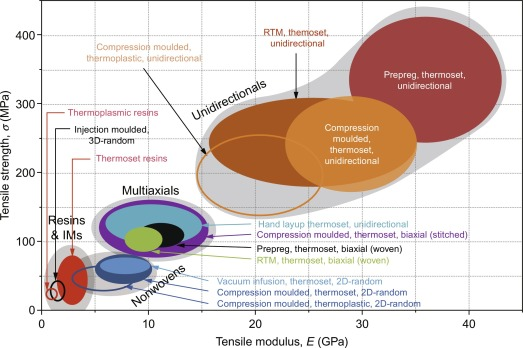 Tensile strength, σ (MPa)
400
300
200
100
0
0
10
20
30
40
Tensile modulus, E (GPa)
RTM, themoset,
unidirectional
Compression moulded,
thermoplastic, unidirectional
Prepreg, thermoset,
unidirectional
Unidirectionals
Thermoplasmic resins
Injection moulded,
3D-random
Compression
moulded,
thermoset,
unidirectional
Thermoset resins
Multiaxials
Resins
& IMs
Hand layup thermoset, unidirectional
Compression moulded, thermoset, biaxial (stitched)
Prepreg, thermoset, biaxial (woven)
RTM, thermoset, biaxial (woven)
Nonwovens
Vacuum infusion, thermoset, 2D-random
Compression moulded, thermoset, 2D-random
Compression moulded, thermoplastic, 2D-random